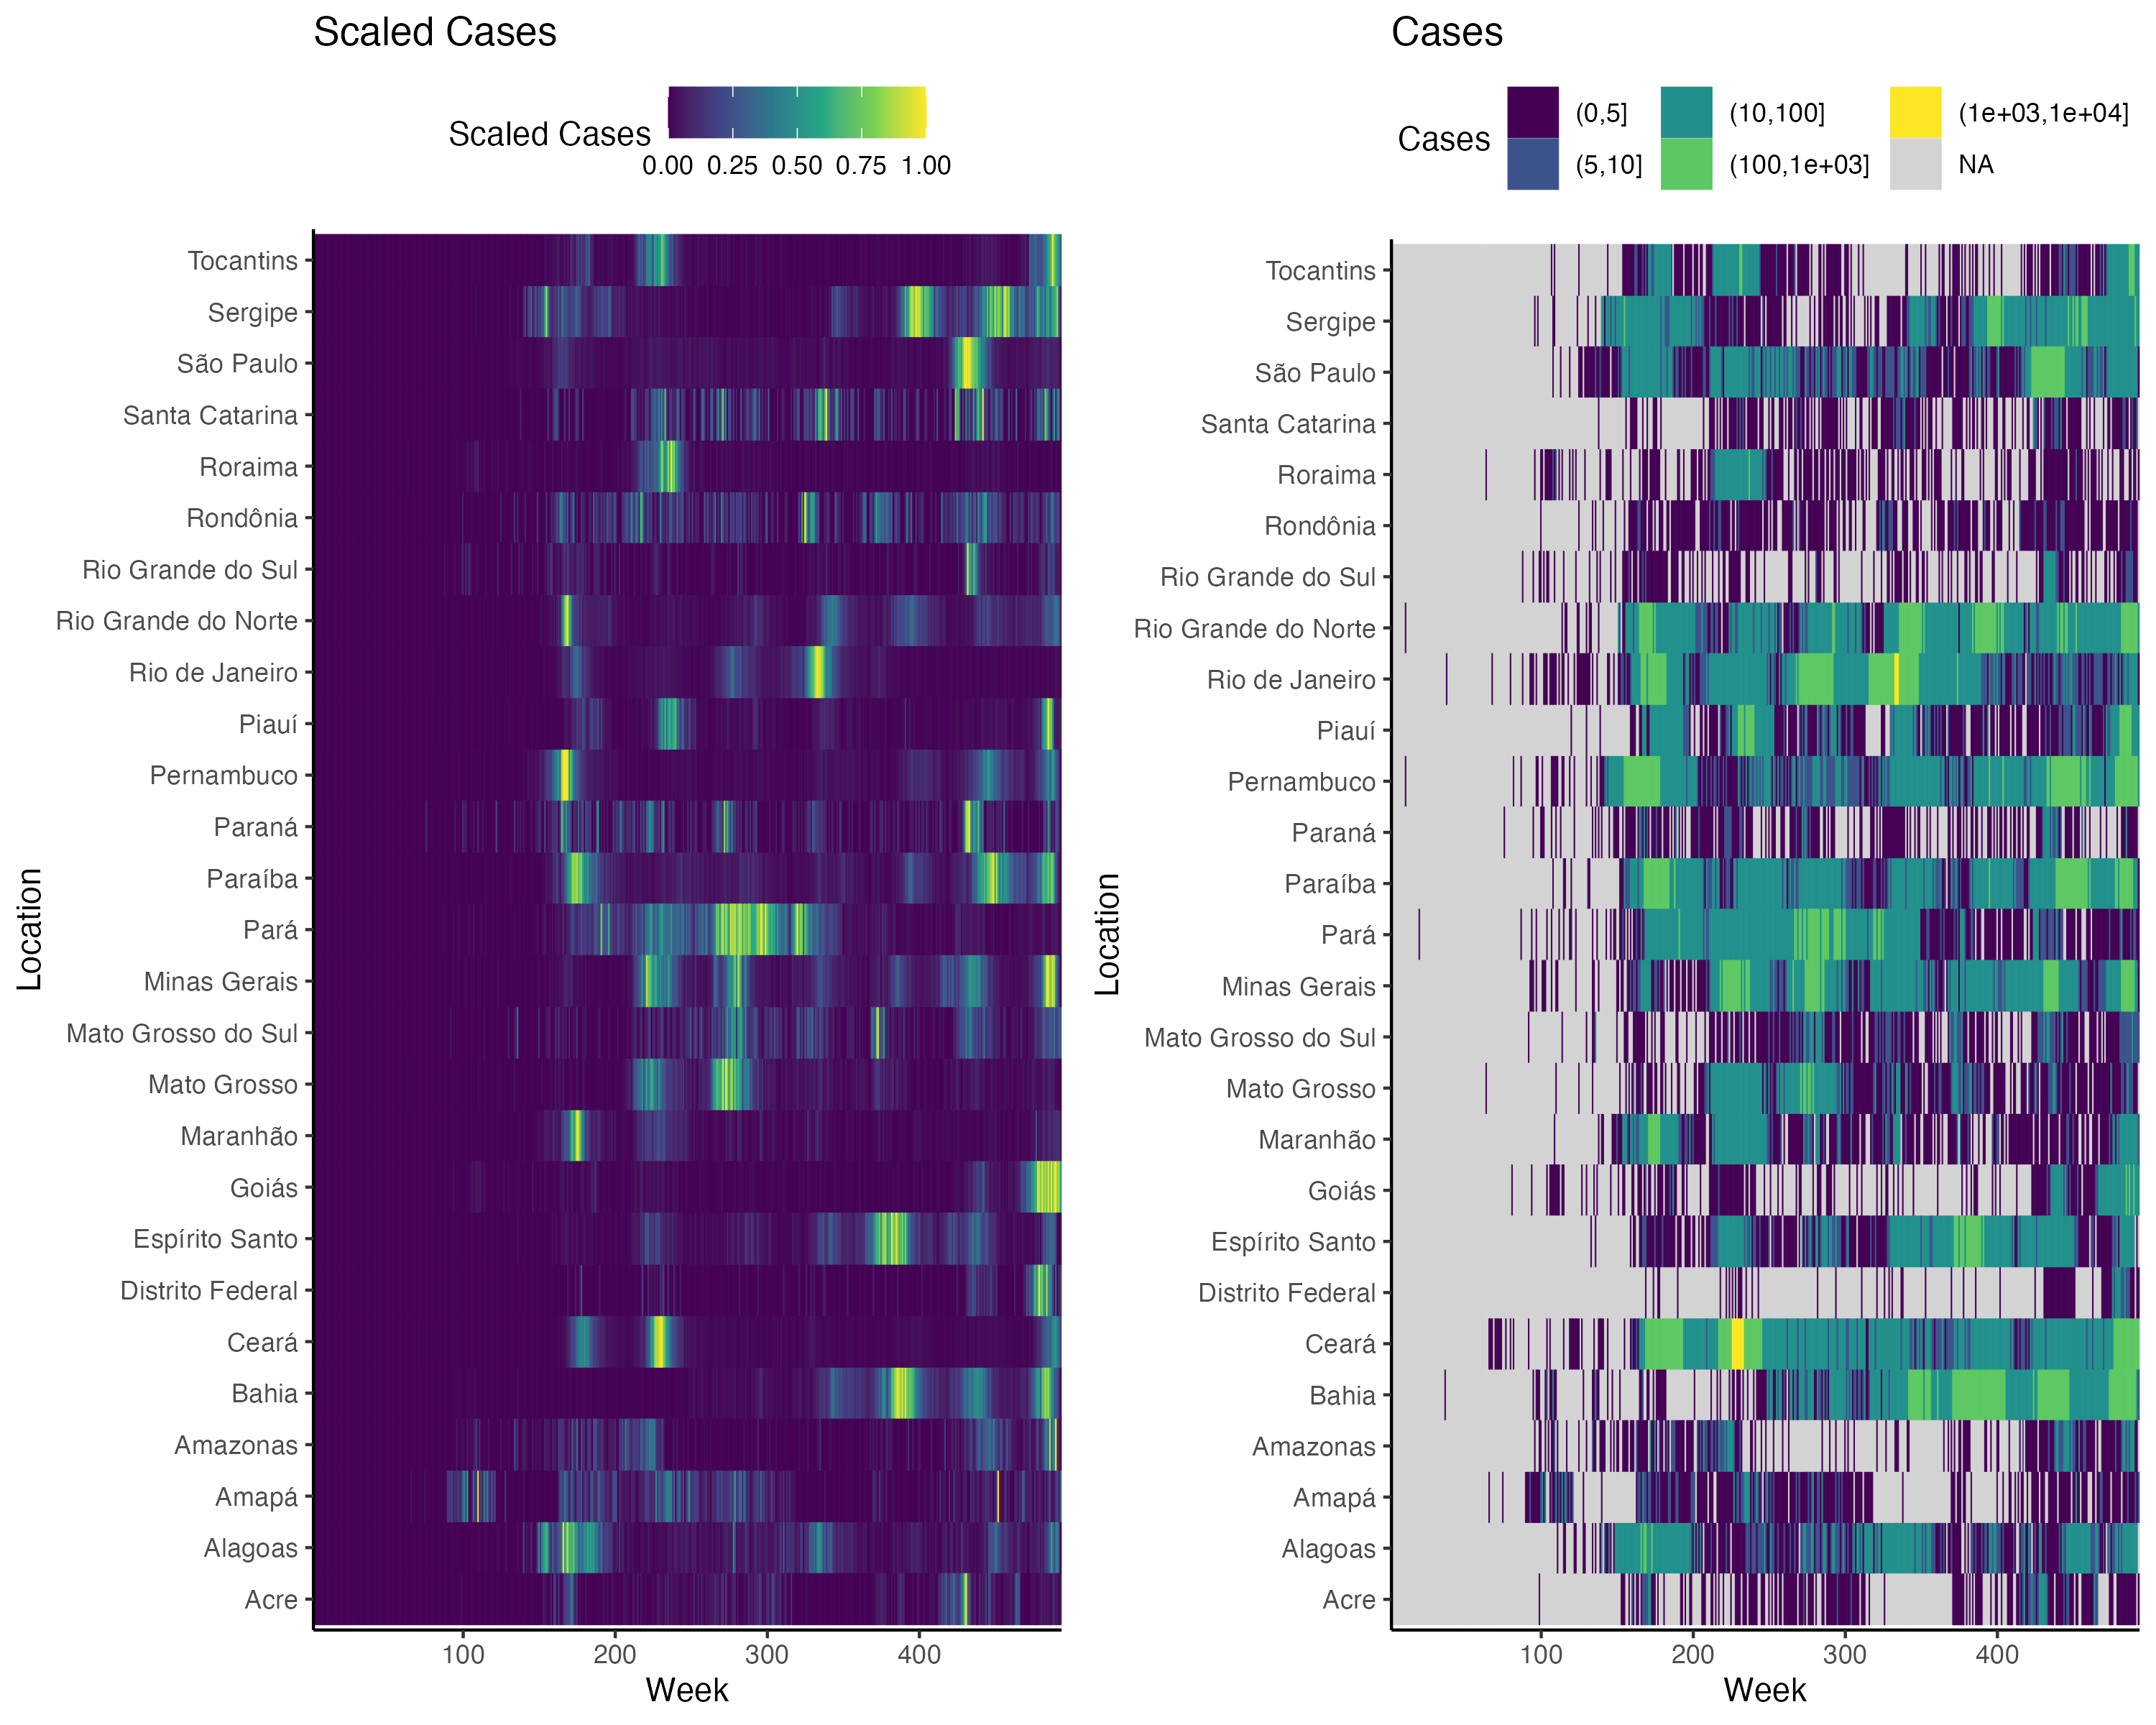 Scaled Cases
Scaled Cases
0.00 0.25 0.50 0.75 1.00
Location
Tocantins
Sergipe
São Paulo
Santa Catarina
Roraima
Rondônia
Rio Grande do Sul
Rio Grande do Norte
Rio de Janeiro
Piauí
Pernambuco
Paraná
Paraíba
Pará
Minas Gerais
Mato Grosso do Sul
Mato Grosso
Maranhão
Goiás
Espírito Santo
Distrito Federal
Ceará
Bahia
Amazonas
Amapá
Alagoas
Acre
100 200 300 400
Week
Cases
Cases
(0,5] (10,100] (1e+03,1e+04]
(5,10] (100,1e+03] NA
Location
Tocantins
Sergipe
São Paulo
Santa Catarina
Roraima
Rondônia
Rio Grande do Sul
Rio Grande do Norte
Rio de Janeiro
Piauí
Pernambuco
Paraná
Paraíba
Pará
Minas Gerais
Mato Grosso do Sul
Mato Grosso
Maranhão
Goiás
Espírito Santo
Distrito Federal
Ceará
Bahia
Amazonas
Amapá
Alagoas
Acre
100 200 300 400
Week